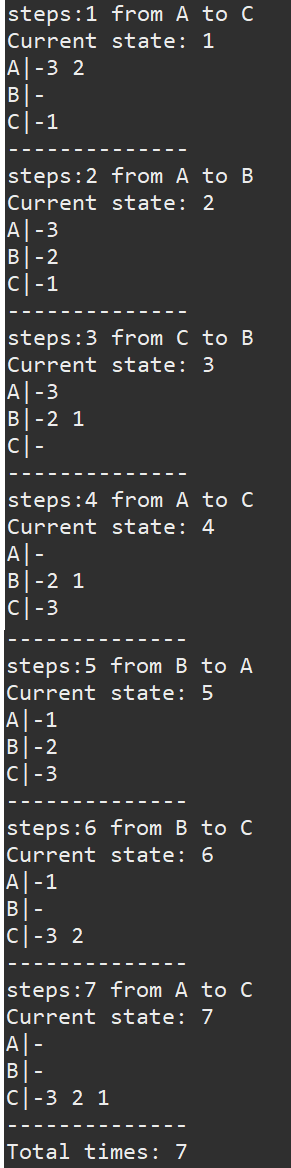 steps:1 from A to C
Current state: 1
A|-3 2
B|-
C|-1
--------------
steps:2 from A to B
Current state: 2
A|-3
B|-2
C|-1
--------------
steps:3 from C to B
Current state: 3
A|-3
B|-2 1
C|-
--------------
steps:4 from A to C
Current state: 4
A|-
B|-2 1
C|-3
--------------
steps:5 from B to A
Current state: 5
A|-1
B|-2
C|-3
--------------
steps:6 from B to C
Current state: 6
A|-1
B|-
C|-3 2
--------------
steps:7 from A to C
Current state: 7
A|-
B|-
C|-3 2 1
--------------
Total times: 7